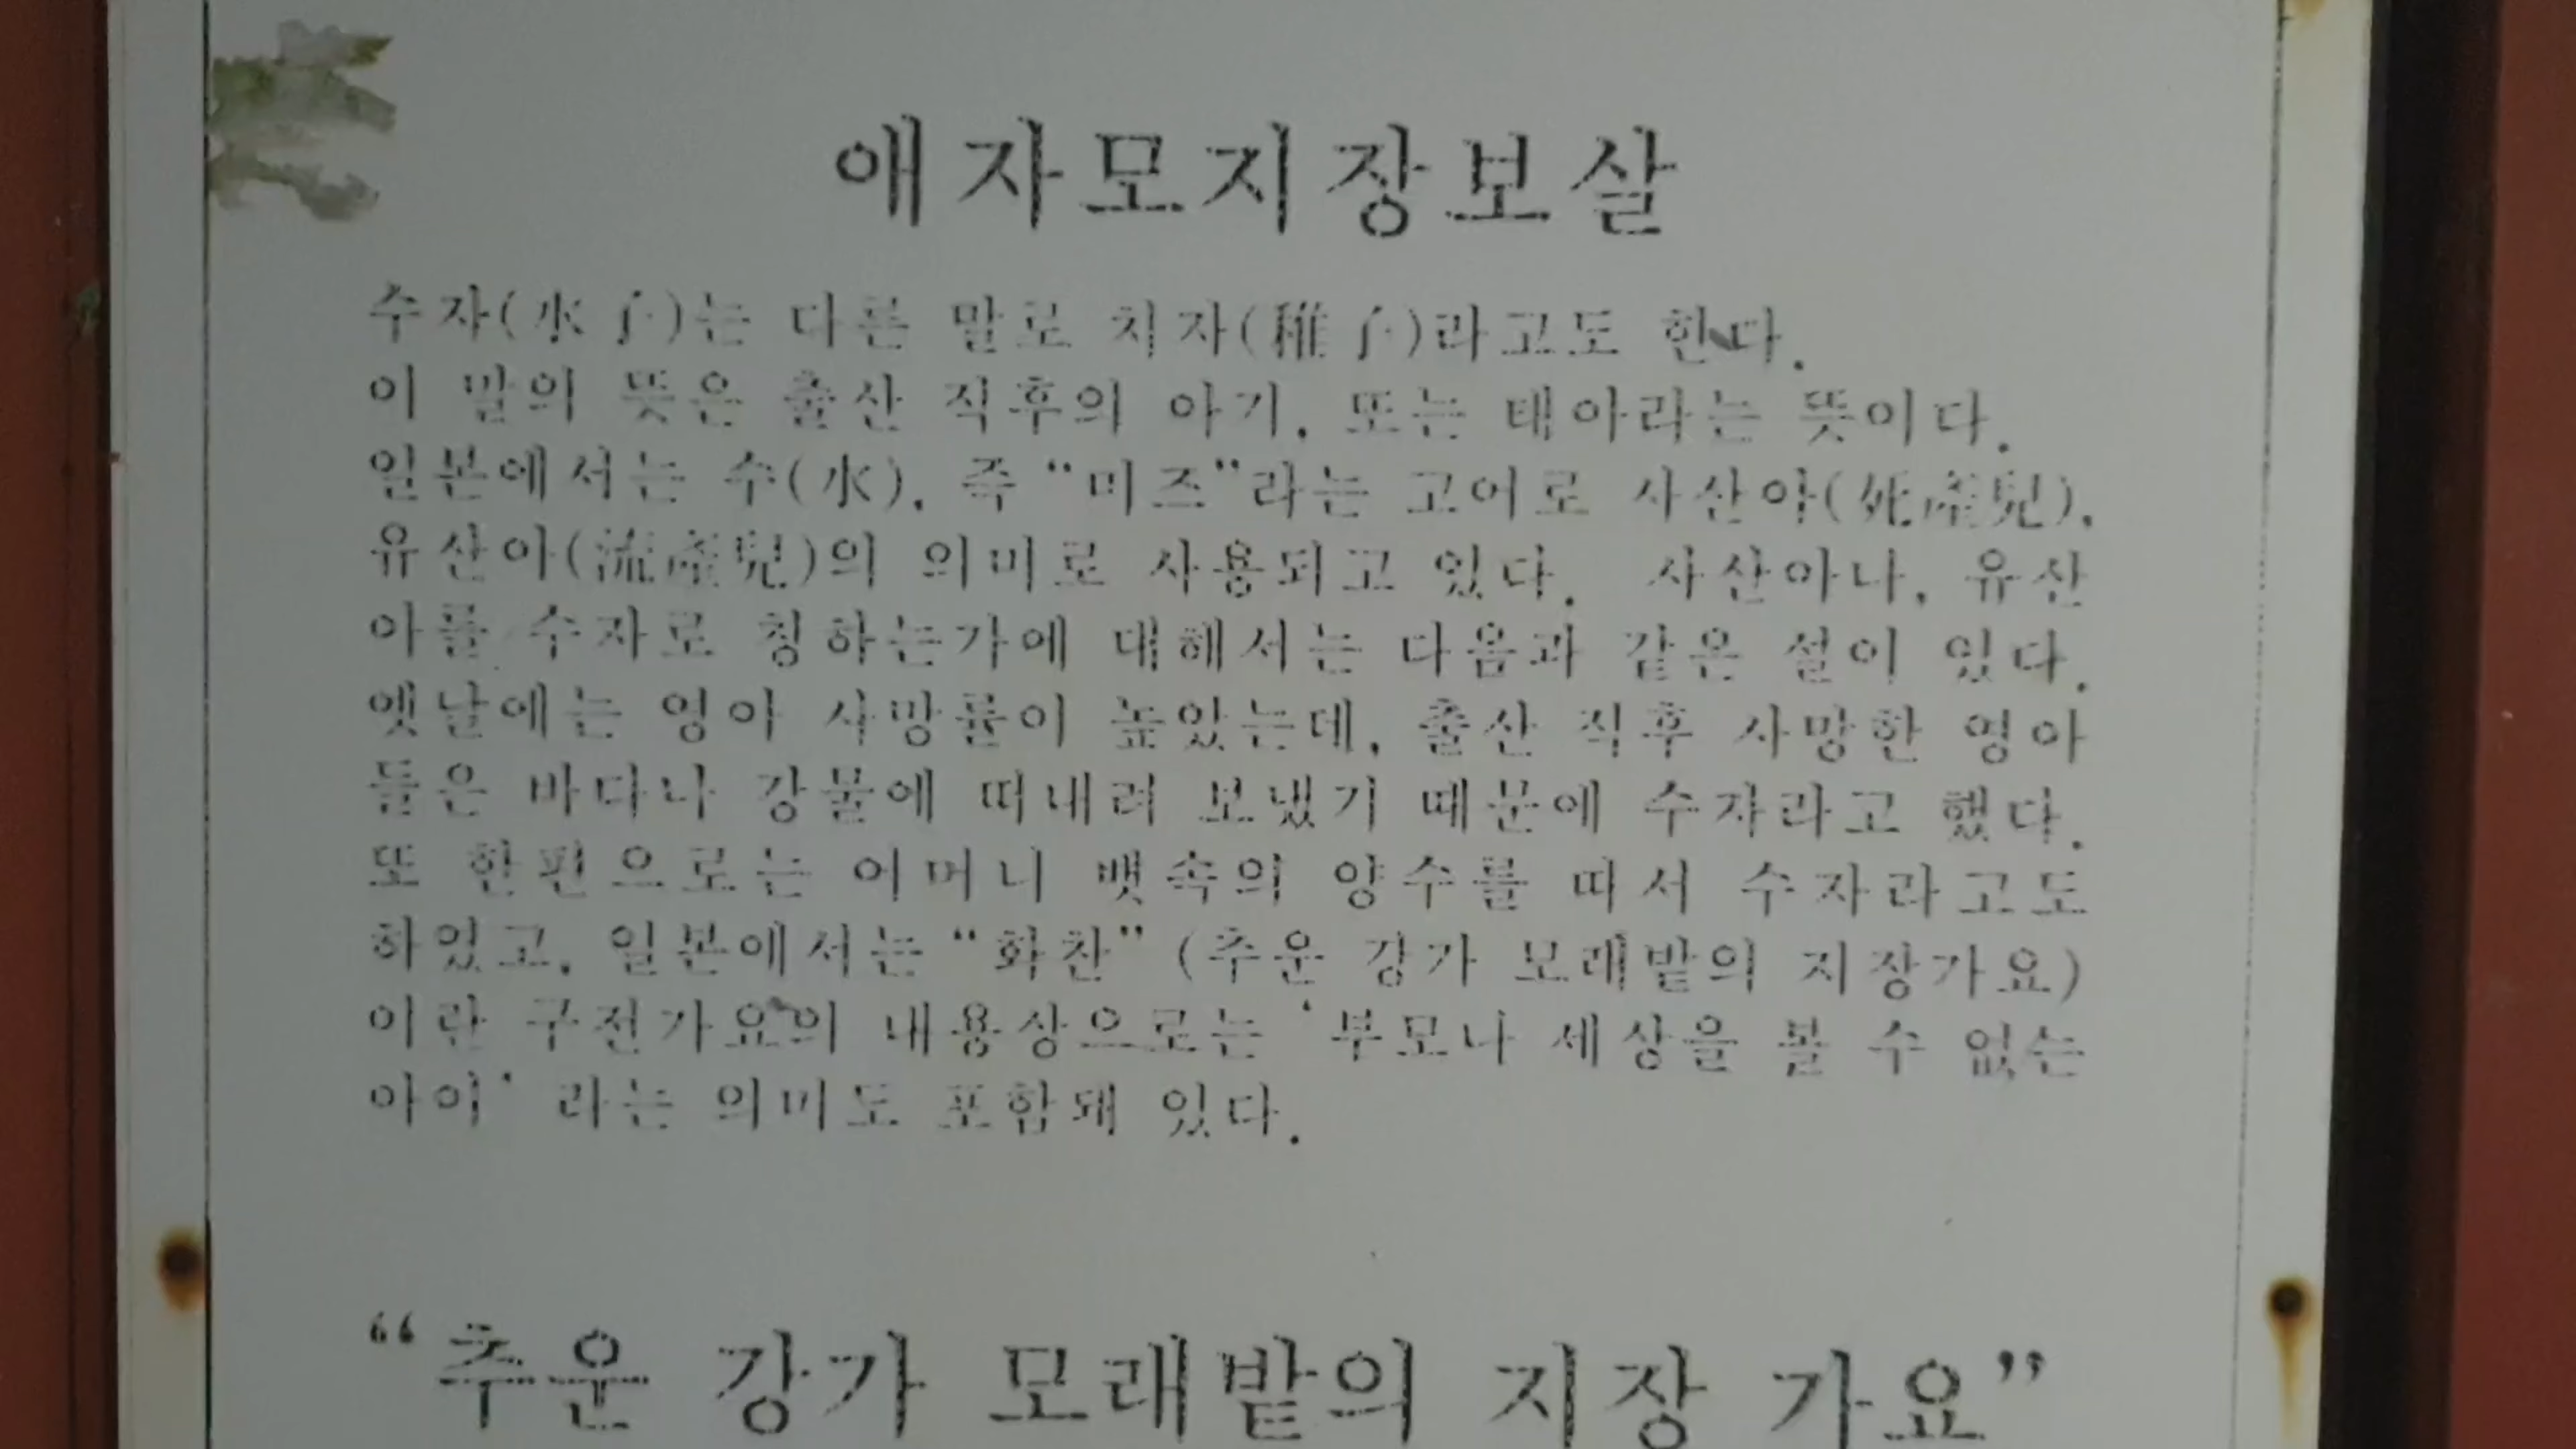 애자모지장보살
수자(水子)는 다른 말로 치자(稚子)라고도 한다.
이 말의 뜻은 출산 직후의 아기, 또는 태아라는 뜻이다.
일본에서는 수(水), 즉 “미즈”라는 고어로 사산아(死産兒),
유산아(流産兒)의 의미로 사용되고 있다. 사산아나, 유산
아를 수자로 칭하는가에 대해서는 다음과 같은 설이 있다.
옛날에는 영아 사망률이 높았는데, 출산 직후 사망한 영아
들은 바다나 강물에 떠내려 보냈기 때문에 수자라고 했다.
또 한편으로는 어머니 뱃속의 양수를 따서 수자라고도
하였고, 일본에서는 “화찬” (추운 강가 모래밭의 지장가요)
이란 구전가요의 내용상으로는 ‘부모나 세상을 볼 수 없는
아이’ 라는 의미도 포함돼 있다.
“추운 강가 모래밭의 지장 가요”